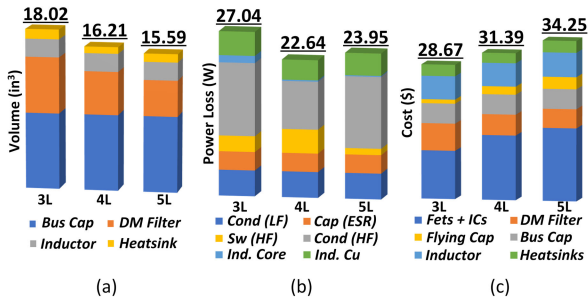 18.02
16.21
15.59
Volume (in³)
3L 4L 5L
Bus Cap DM Filter
Inductor Heatsink
(a)
27.04
22.64
23.95
Power Loss (W)
3L 4L 5L
Cond (LF) Cap (ESR)
Sw (HF) Cond (HF)
Ind. Core Ind. Cu
(b)
28.67
31.39
34.25
Cost ($)
3L 4L 5L
Fets + ICs DM Filter
Flying Cap Bus Cap
Inductor Heatsinks
(c)